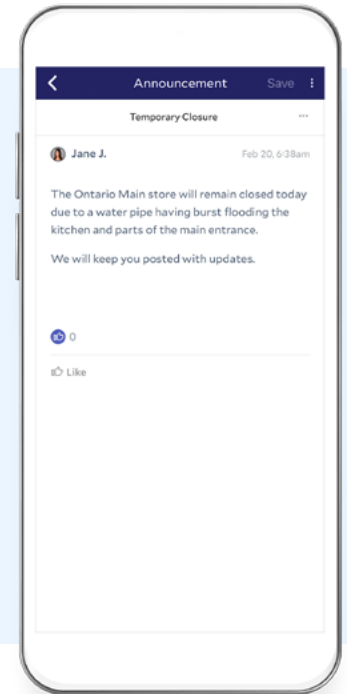 Announcement Save
Temporary Closure
Jane J. Feb 20, 6:38am
The Ontario Main store will remain closed today
due to a water pipe having burst flooding the
kitchen and parts of the main entrance.
We will keep you posted with updates.
0
Like